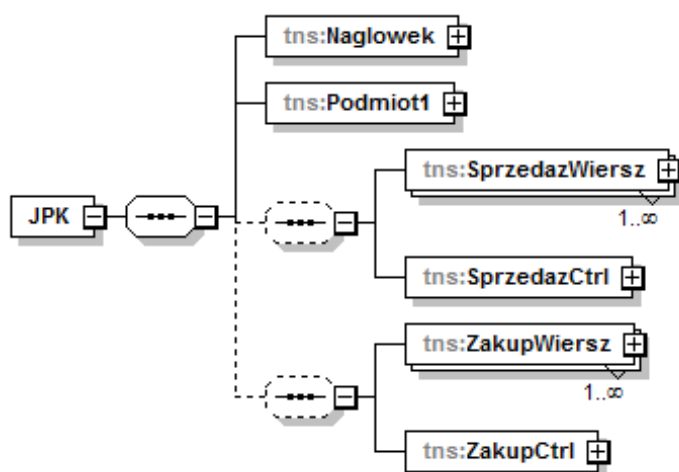 tns:Naglowek
tns:Podmiot1
tns:SprzedazWiersz
JPK
1..∞
tns:SprzedazCtrl
tns:ZakupWiersz
1..∞
tns:ZakupCtrl